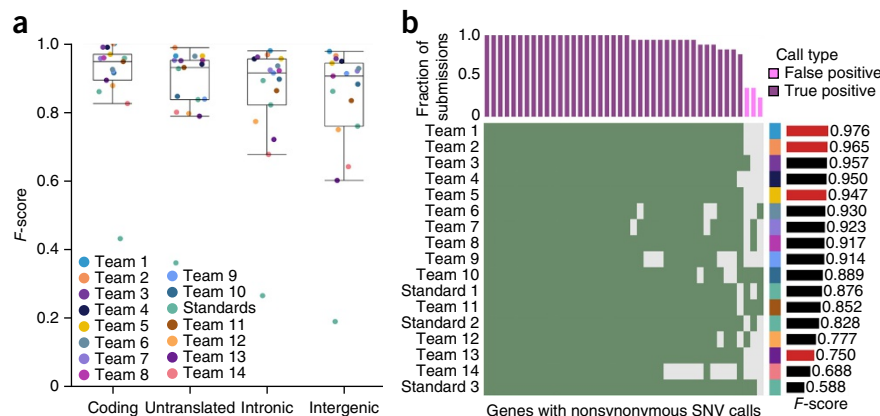 a
1.0
0.8
0.6
0.4
0.2
0
F-score
Team 1
Team 2
Team 3
Team 4
Team 5
Team 6
Team 7
Team 8
Team 9
Team 10
Standards
Team 11
Team 12
Team 13
Team 14
Coding Untranslated Intronic Intergenic
b
Fraction of
submissions
1.0
0.5
0
Call type
False positive
True positive
Team 1 0.976
Team 2 0.965
Team 3 0.957
Team 4 0.950
Team 5 0.947
Team 6 0.930
Team 7 0.923
Team 8 0.917
Team 9 0.914
Team 10 0.889
Standard 1 0.876
Team 11 0.852
Standard 2 0.828
Team 12 0.777
Team 13 0.750
Team 14 0.688
Standard 3 0.588
Genes with nonsynonymous SNV calls
F-score